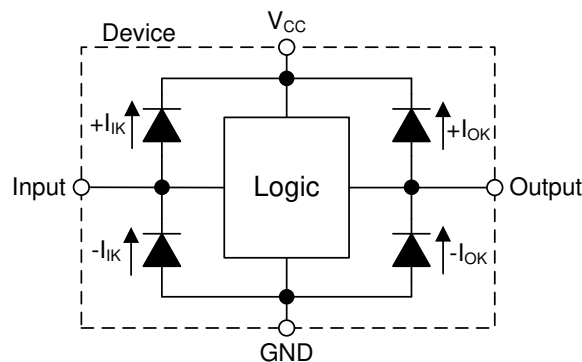 V_CC
Device
+I_IK
+I_OK
Input
Logic
Output
-I_IK
-I_OK
GND